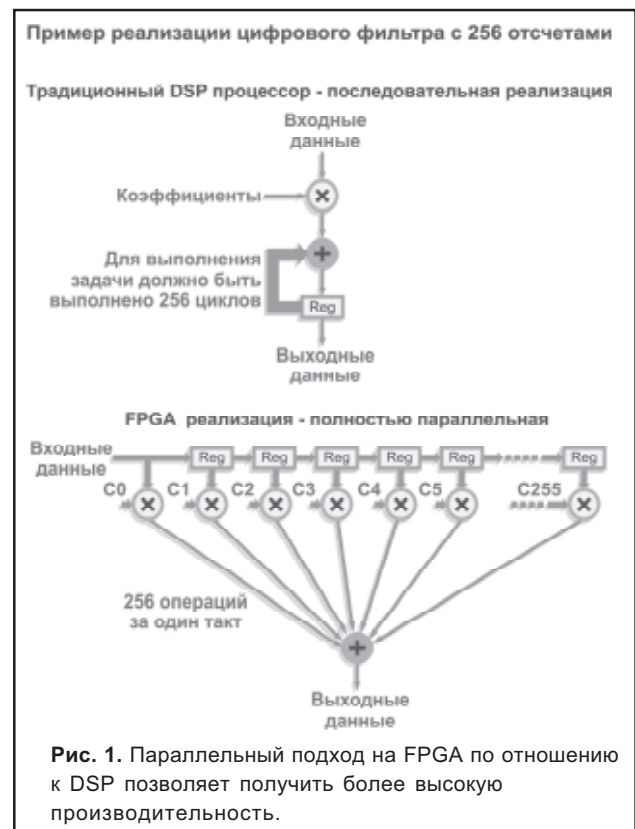 Пример реализации цифрового фильтра с 256 отсчетами
Традиционный DSP процессор - последовательная реализация
Входные
данные
Коэффициенты
×
+
Для выполнения
задачи должно быть
выполнено 256 циклов
Reg
Выходные
данные
FPGA реализация - полностью параллельная
Входные
данные
Reg Reg Reg Reg Reg Reg
C0 C1 C2 C3 C4 C5 C255
× × × × × × ×
256 операций
за один такт
+
Выходные
данные
Рис. 1. Параллельный подход на FPGA по отношению
к DSP позволяет получить более высокую
производительность.